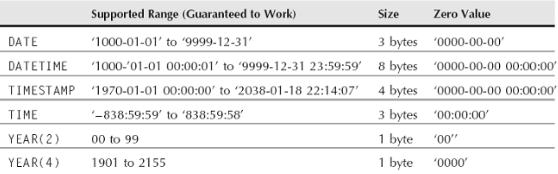 Supported Range (Guaranteed to Work) Size Zero Value
DATE ‘1000-01-01’ to ‘9999-12-31’ 3 bytes ‘0000-00-00’
DATETIME ‘1000-’01-01 00:00:01’ to ‘9999-12-31 23:59:59’ 8 bytes ‘0000-00-00 00:00:00’
TIMESTAMP ‘1970-01-01 00:00:00’ to ‘2038-01-18 22:14:07’ 4 bytes ‘0000-00-00 00:00:00’
TIME ‘−838:59:59’ to ‘838:59:58’ 3 bytes ‘00:00:00’
YEAR(2) 00 to 99 1 byte ‘00’’
YEAR(4) 1901 to 2155 1 byte ‘0000’